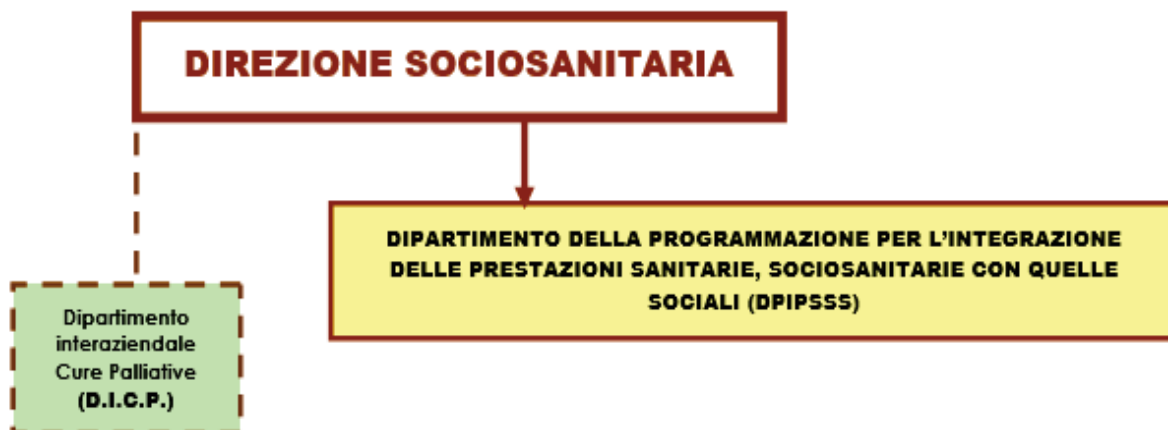 DIREZIONE SOCIOSANITARIA
DIPARTIMENTO DELLA PROGRAMMAZIONE PER L'INTEGRAZIONE
DELLE PRESTAZIONI SANITARIE, SOCIOSANITARIE CON QUELLE
SOCIALI (DPIPSSS)
Dipartimento
interaziendale
Cure Palliative
(D.I.C.P.)